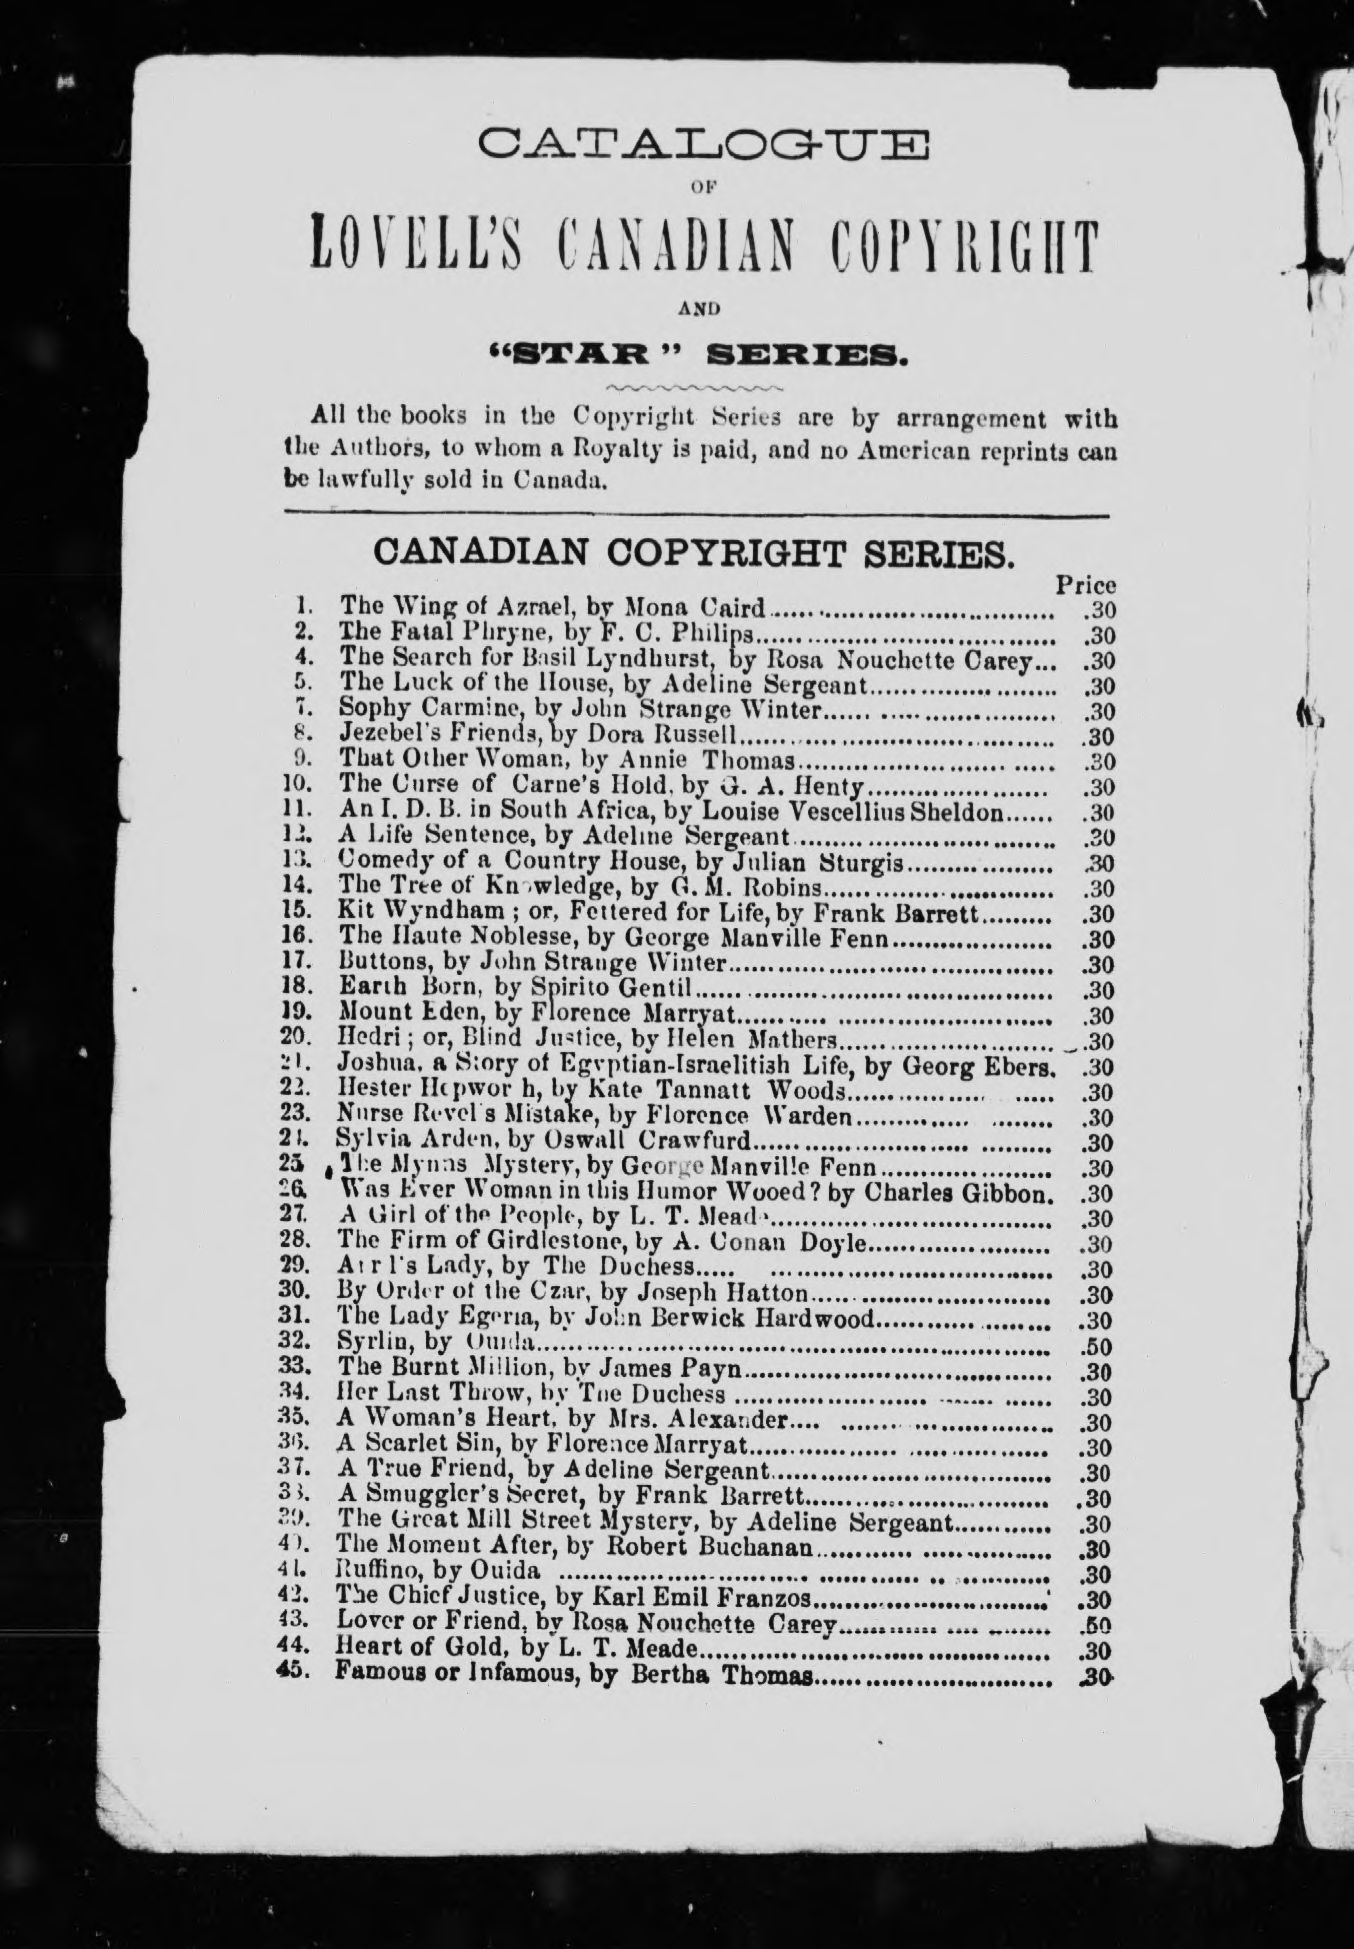 CATALOGUE
OF
LOVELL'S CANADIAN COPYRIGHT
AND
“STAR” SERIES.
All the books in the Copyright Series are by arrangement with
the Authors, to whom a Royalty is paid, and no American reprints can
be lawfully sold in Canada.
CANADIAN COPYRIGHT SERIES.
Price
1. The Wing of Azrael, by Mona Caird .30
2. The Fatal Phryne, by F. C. Philips .30
4. The Search for Basil Lyndhurst, by Rosa Nouchette Carey... .30
5. The Luck of the House, by Adeline Sergeant .30
7. Sophy Carmine, by John Strange Winter .30
8. Jezebel's Friends, by Dora Russell .30
9. That Other Woman, by Annie Thomas .30
10. The Curse of Carne's Hold, by G. A. Henty .30
11. An I. D. B. in South Africa, by Louise Vescellius Sheldon .30
12. A Life Sentence, by Adeline Sergeant .30
13. Comedy of a Country House, by Julian Sturgis .30
14. The Tree of Knowledge, by G. M. Robins .30
15. Kit Wyndham ; or, Fettered for Life, by Frank Barrett .30
16. The Haute Noblesse, by George Manville Fenn .30
17. Buttons, by John Strange Winter .30
18. Earth Born, by Spirito Gentil .30
19. Mount Eden, by Florence Marryat .30
20. Hedri ; or, Blind Justice, by Helen Mathers .30
21. Joshua, a Story of Egyptian-Israelitish Life, by Georg Ebers. .30
22. Hester Hepwor h, by Kate Tannatt Woods .30
23. Nurse Revel's Mistake, by Florence Warden .30
24. Sylvia Arden, by Oswall Crawfurd .30
25. The Mynns Mystery, by George Manville Fenn .30
26. Was Ever Woman in this Humor Wooed? by Charles Gibbon. .30
27. A Girl of the People, by L. T. Meade .30
28. The Firm of Girdlestone, by A. Conan Doyle .30
29. At r l's Lady, by The Duchess .30
30. By Order of the Czar, by Joseph Hatton .30
31. The Lady Egeria, by John Berwick Hardwood .30
32. Syrlin, by Ouida .50
33. The Burnt Million, by James Payn .30
34. Her Last Throw, by The Duchess .30
35. A Woman's Heart, by Mrs. Alexander .30
36. A Scarlet Sin, by Florence Marryat .30
37. A True Friend, by Adeline Sergeant .30
38. A Smuggler's Secret, by Frank Barrett .30
39. The Great Mill Street Mystery, by Adeline Sergeant .30
40. The Moment After, by Robert Buchanan .30
41. Ruffino, by Ouida .30
42. The Chief Justice, by Karl Emil Franzos .30
43. Lover or Friend, by Rosa Nouchette Carey .50
44. Heart of Gold, by L. T. Meade .30
45. Famous or Infamous, by Bertha Thomas .30